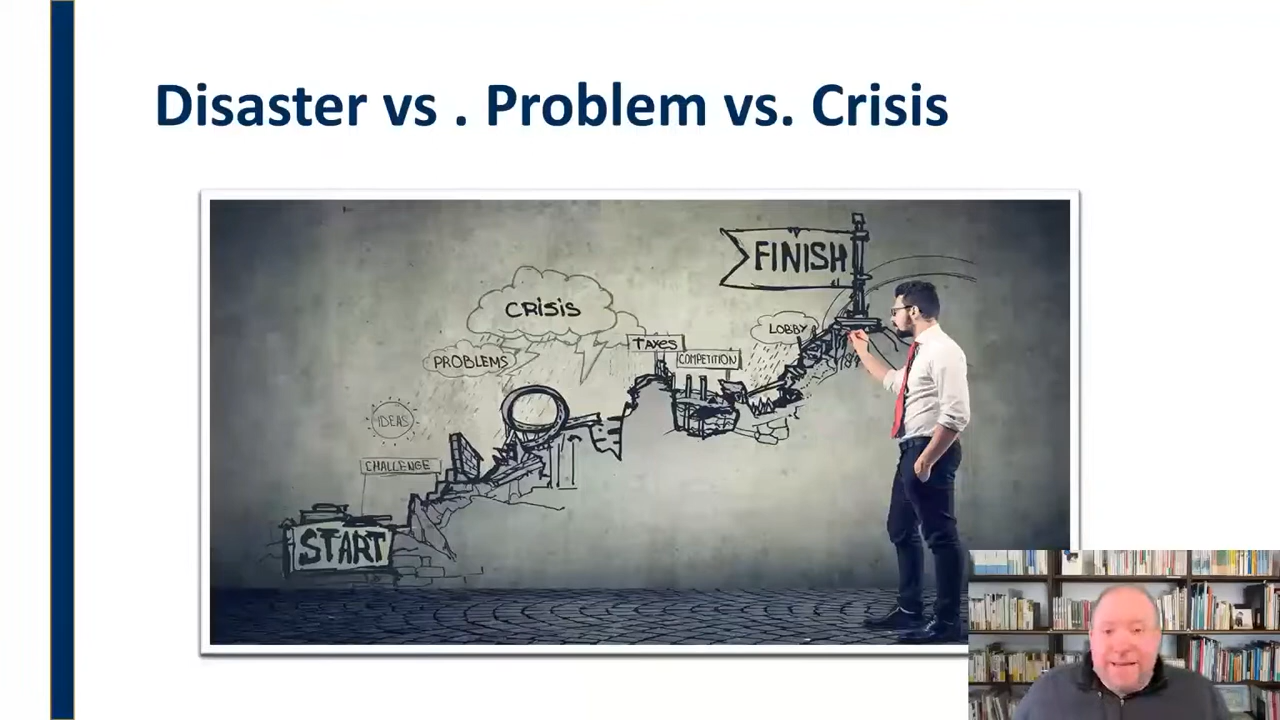 Disaster vs . Problem vs. Crisis
FINISH
CRISIS
LOBBY
TAXES
PROBLEMS
COMPETITION
IDEAS
CHALLENGE
START